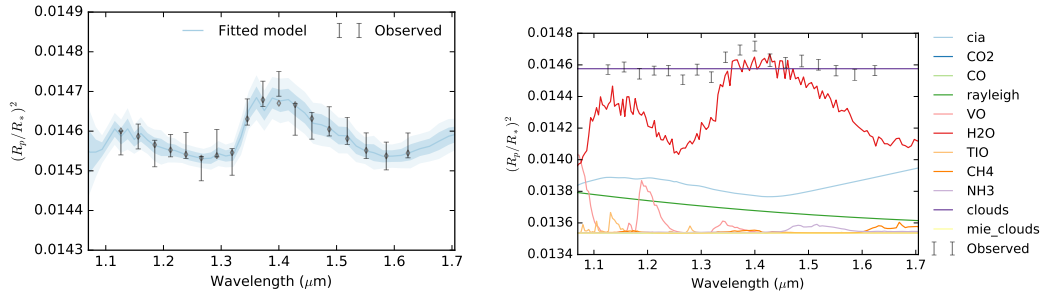 0.0149
0.0148
0.0147
0.0146
0.0145
0.0144
0.0143
(Rp/R*)²
Fitted model
Observed
1.1 1.2 1.3 1.4 1.5 1.6 1.7
Wavelength (μm)
0.0148
0.0146
0.0144
0.0142
0.0140
0.0138
0.0136
0.0134
(Rp/R*)²
1.1 1.2 1.3 1.4 1.5 1.6 1.7
Wavelength (μm)
cia
CO2
CO
rayleigh
VO
H2O
TIO
CH4
NH3
clouds
mie_clouds
Observed